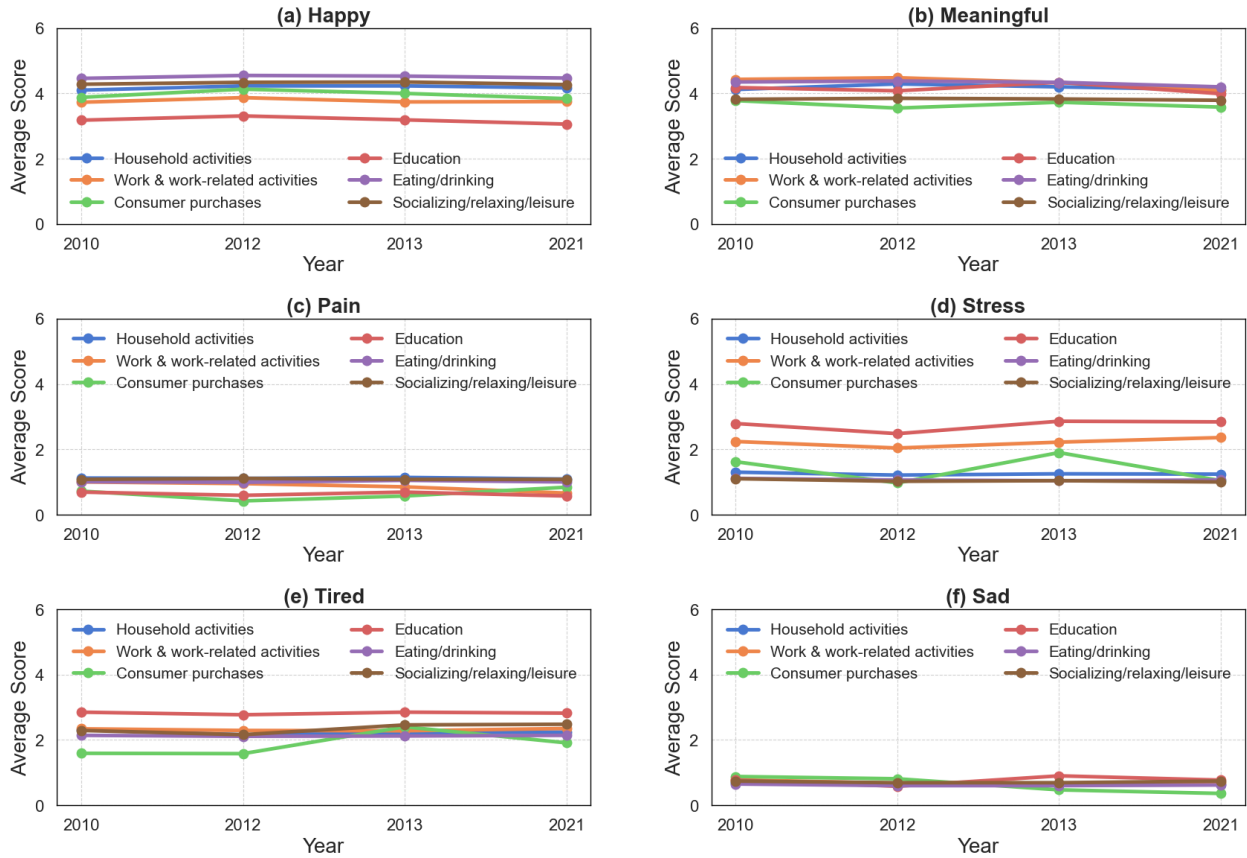 (a) Happy
Average Score
6
4
2
0
Household activities
Work & work-related activities
Consumer purchases
Education
Eating/drinking
Socializing/relaxing/leisure
2010 2012 2013 2021
Year
(b) Meaningful
Average Score
6
4
2
0
Household activities
Work & work-related activities
Consumer purchases
Education
Eating/drinking
Socializing/relaxing/leisure
2010 2012 2013 2021
Year
(c) Pain
Average Score
6
4
2
0
Household activities
Work & work-related activities
Consumer purchases
Education
Eating/drinking
Socializing/relaxing/leisure
2010 2012 2013 2021
Year
(d) Stress
Average Score
6
4
2
0
Household activities
Work & work-related activities
Consumer purchases
Education
Eating/drinking
Socializing/relaxing/leisure
2010 2012 2013 2021
Year
(e) Tired
Average Score
6
4
2
0
Household activities
Work & work-related activities
Consumer purchases
Education
Eating/drinking
Socializing/relaxing/leisure
2010 2012 2013 2021
Year
(f) Sad
Average Score
6
4
2
0
Household activities
Work & work-related activities
Consumer purchases
Education
Eating/drinking
Socializing/relaxing/leisure
2010 2012 2013 2021
Year